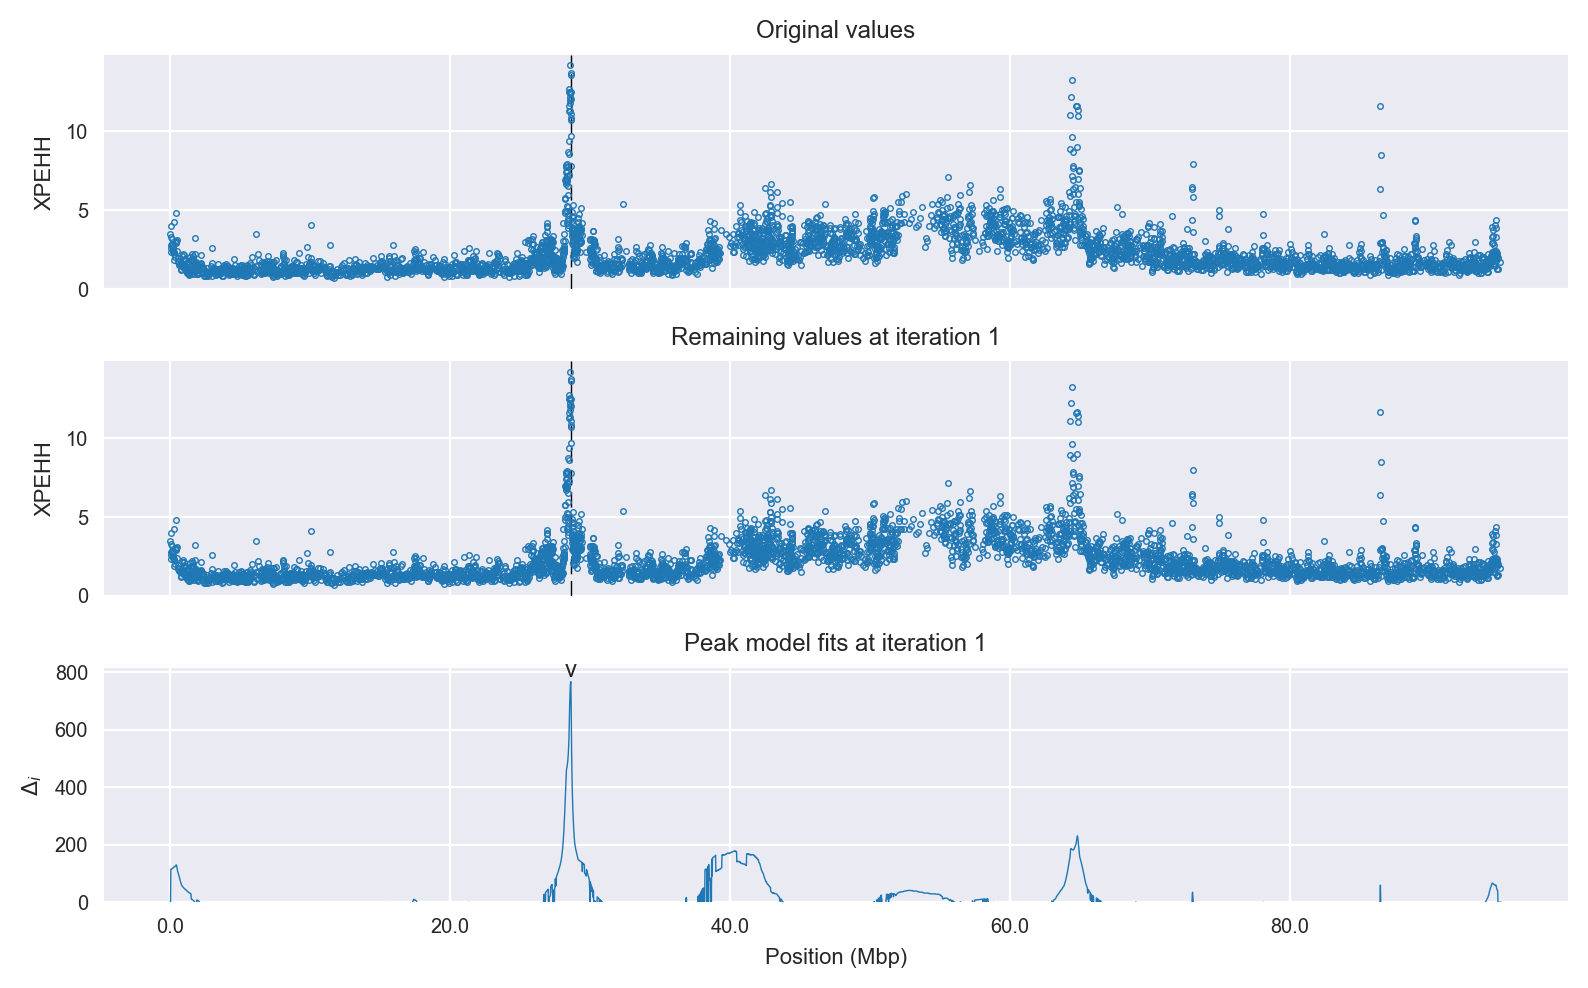 Original values
XPEHH
10
5
0
Remaining values at iteration 1
XPEHH
10
5
0
Peak model fits at iteration 1
v
Δi
800
600
400
200
0
0.0 20.0 40.0 60.0 80.0
Position (Mbp)